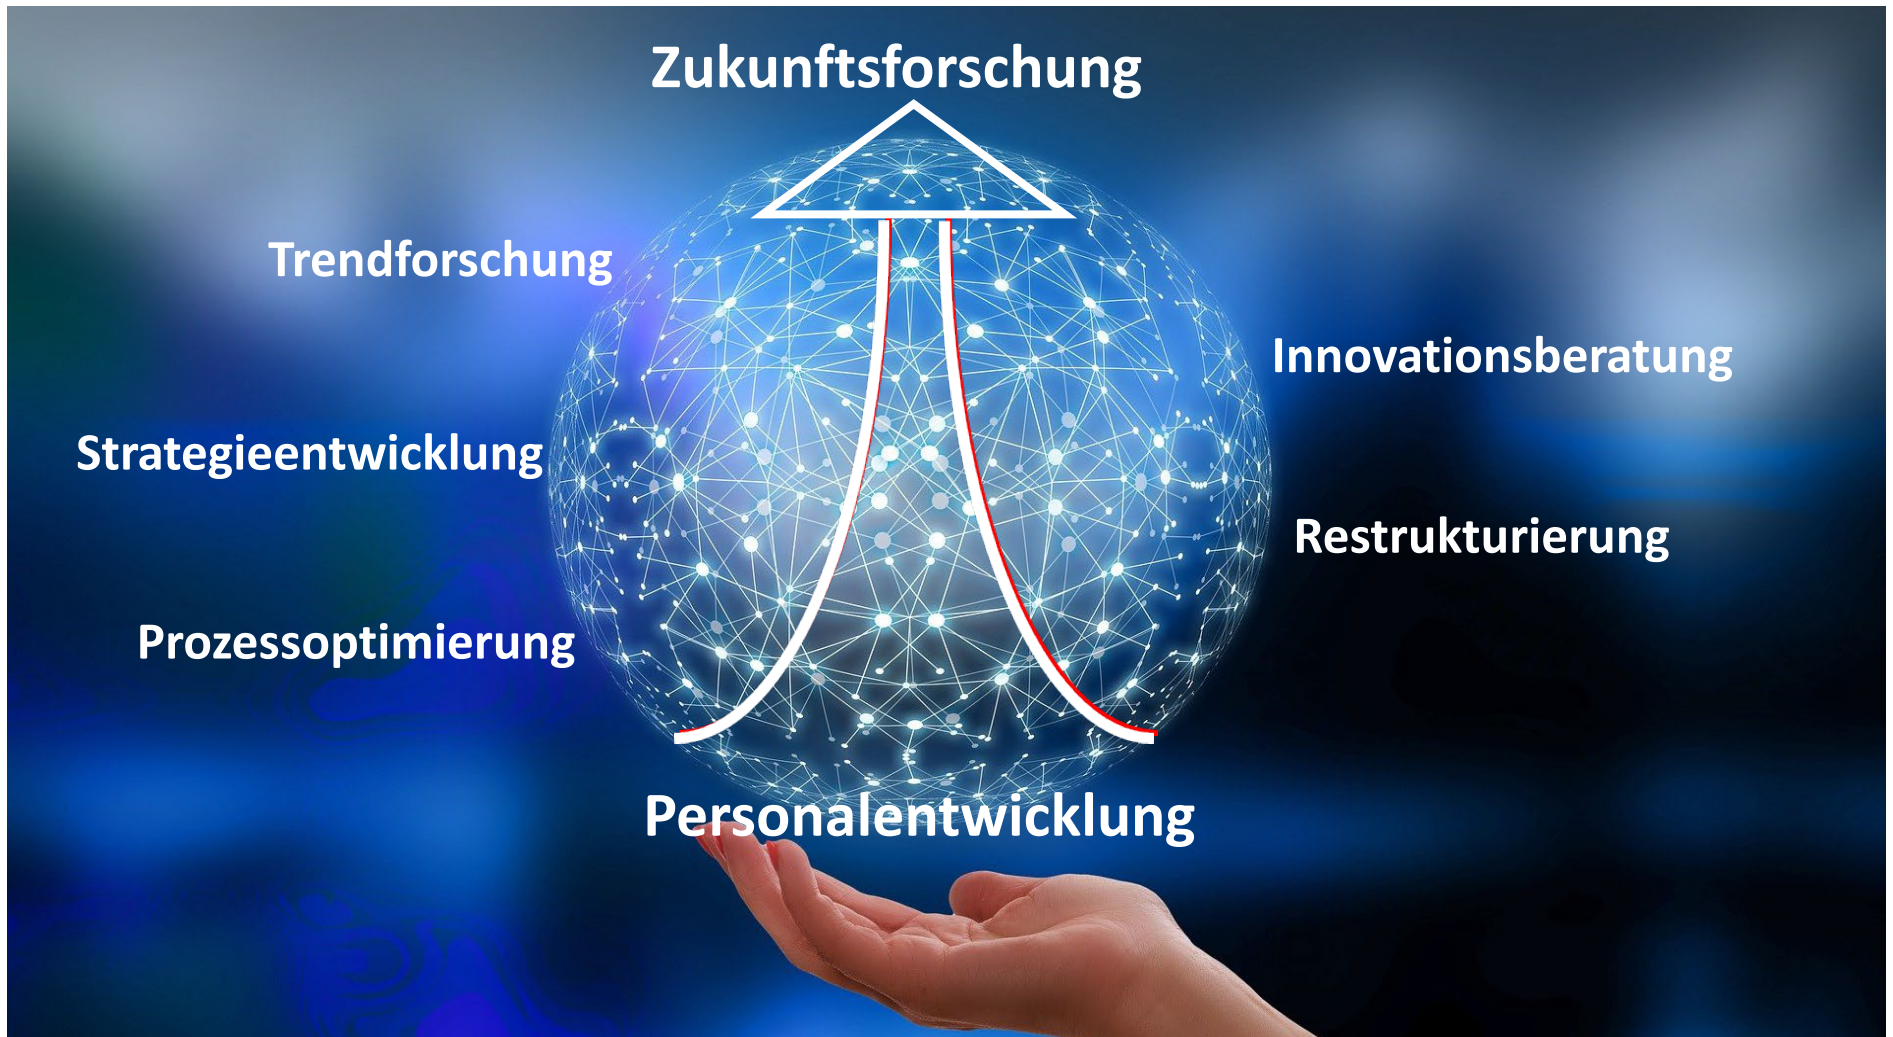 Zukunftsforschung
Trendforschung
Innovationsberatung
Strategieentwicklung
Restrukturierung
Prozessoptimierung
Personalentwicklung